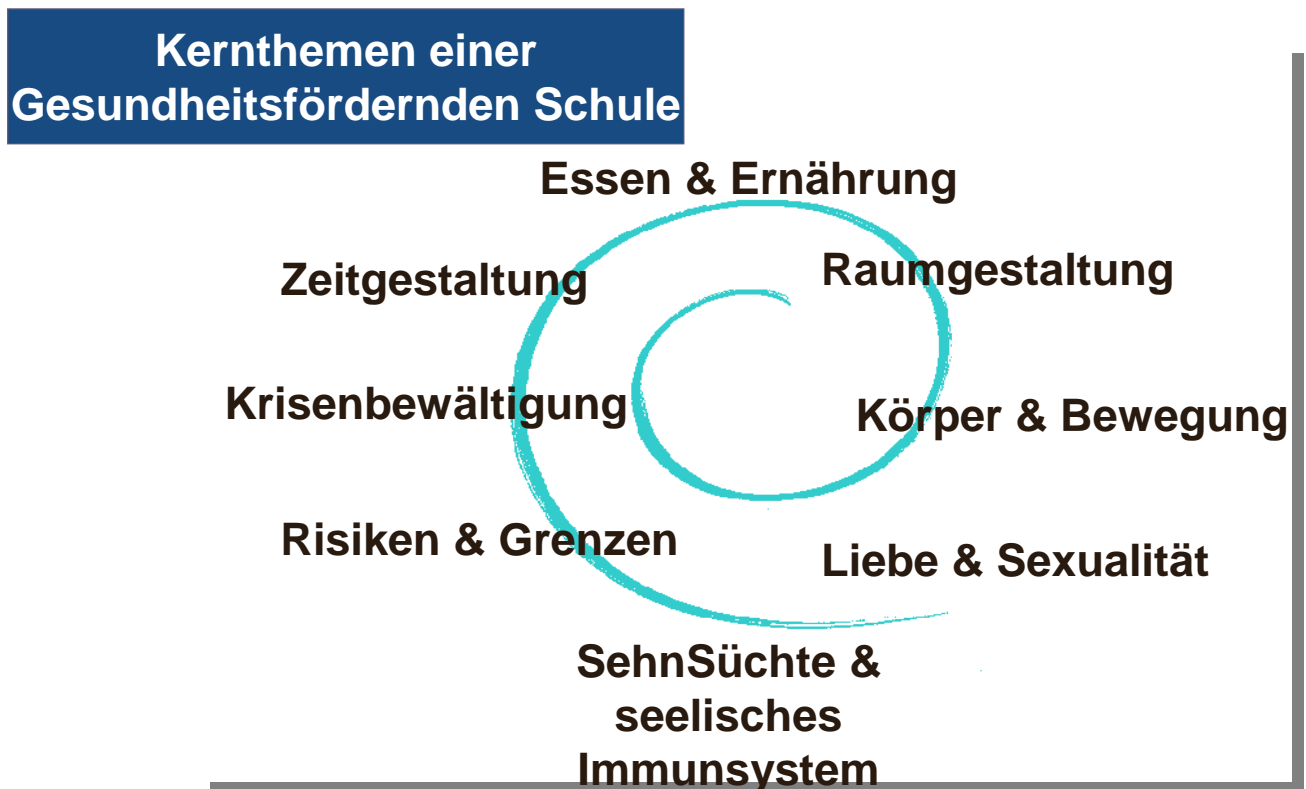 Kernthemen einer
Gesundheitsfördernden Schule
Essen & Ernährung
Zeitgestaltung
Raumgestaltung
Krisenbewältigung
Körper & Bewegung
Risiken & Grenzen
Liebe & Sexualität
SehnSüchte &
seelisches
Immunsystem